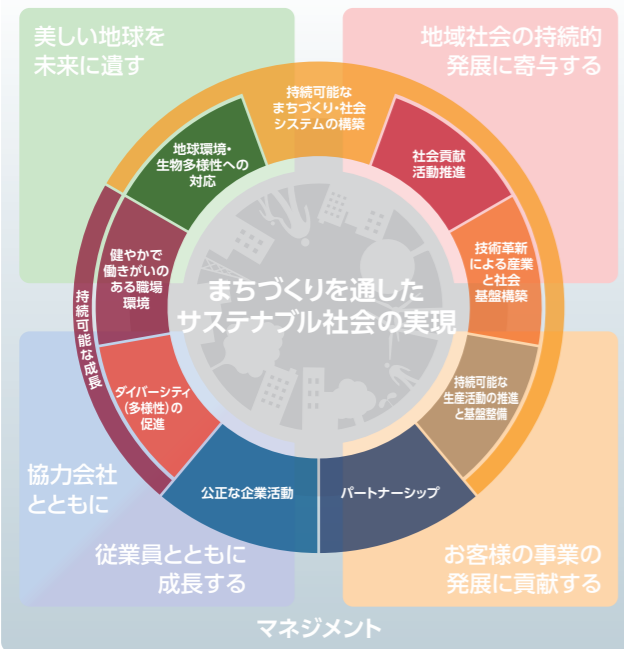 美しい地球を
未来に遺す
地域社会の持続的
発展に寄与する
持続可能な
まちづくり・社会
システムの構築
地球環境・
生物多様性への
対応
社会貢献
活動推進
健やかで
働きがいの
ある職場
環境
技術革新
による産業
と社会
基盤構築
まちづくりを通した
サステナブル社会の実現
持続可能な成長
ダイバーシティ
(多様性)の
促進
持続可能な
生産活動の推進
と基盤整備
公正な企業活動
パートナーシップ
協力会社
とともに
従業員とともに
成長する
お客様の事業の
発展に貢献する
マネジメント